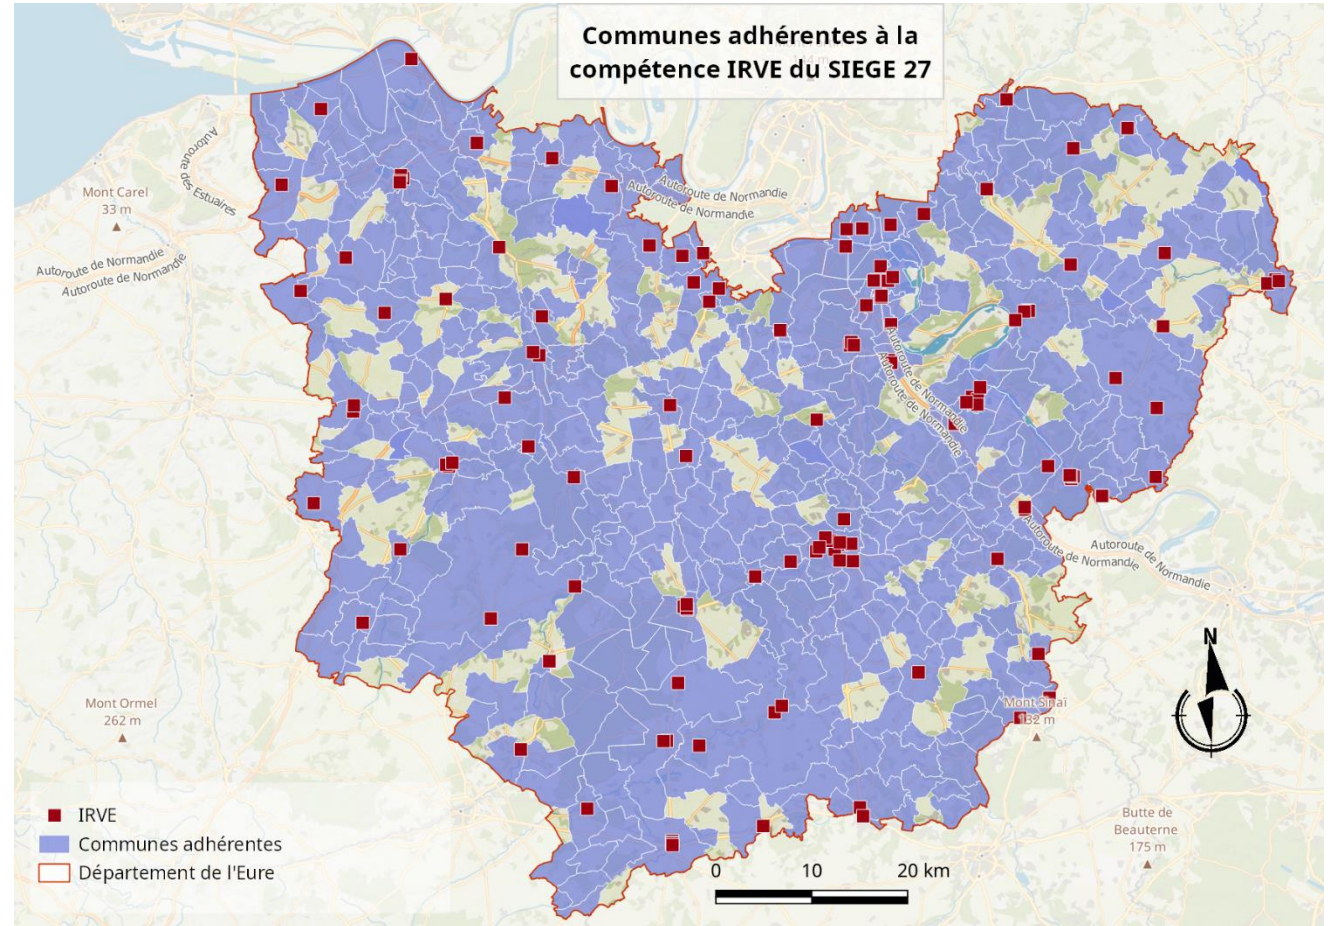 Communes adhérentes à la
compétence IRVE du SIEGE 27
Autoroute des Estuaires
Mont Carel
33 m
Autoroute de Normandie
Autoroute de Normandie
Autoroute de Normandie
Autoroute de Normandie
Autoroute de Normandie
Autoroute de Normandie
Autoroute de Normandie
Autoroute de Normandie
Mont Ormel
262 m
Mont Sinaï
132 m
N
Butte de
Beauterne
175 m
IRVE
Communes adhérentes
Département de l'Eure
0 10 20 km